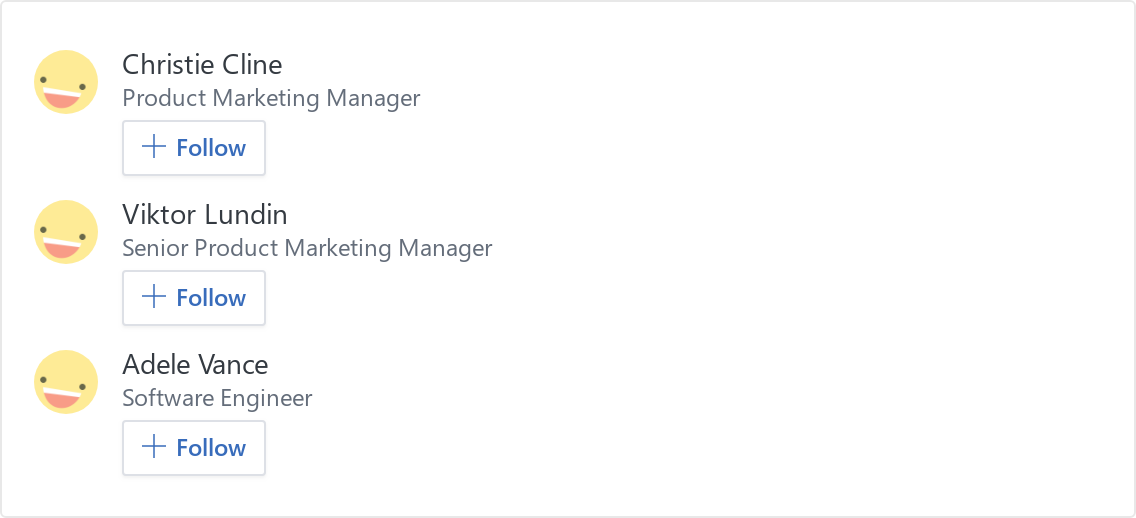 Christie Cline
Product Marketing Manager
Follow
Viktor Lundin
Senior Product Marketing Manager
Follow
Adele Vance
Software Engineer
Follow